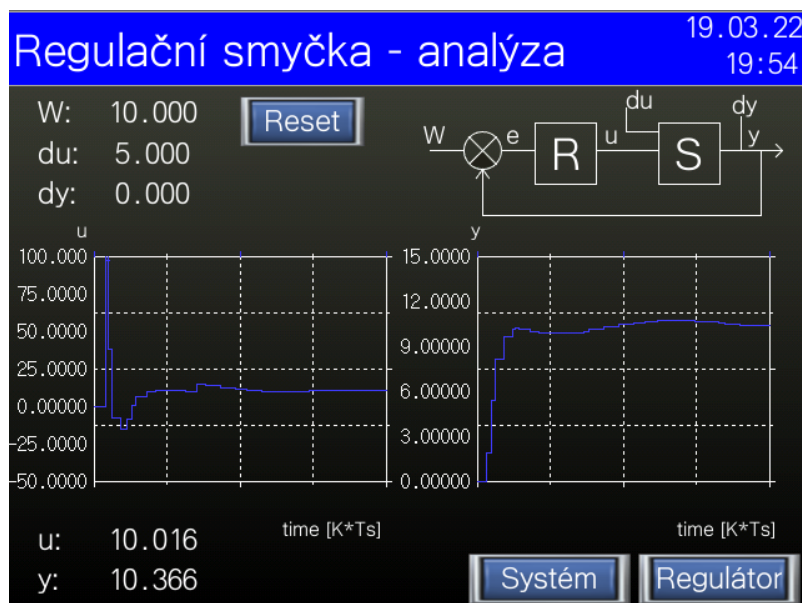 Regulační smyčka - analýza
19.03.22
19:54
W: 10.000
du: 5.000
dy: 0.000
Reset
W
e
R
u
du
S
dy
y
u
100.000
75.0000
50.0000
25.0000
0.00000
-25.0000
-50.0000
time [K*Ts]
y
15.0000
12.0000
9.00000
6.00000
3.00000
0.00000
time [K*Ts]
u: 10.016
y: 10.366
Systém
Regulátor